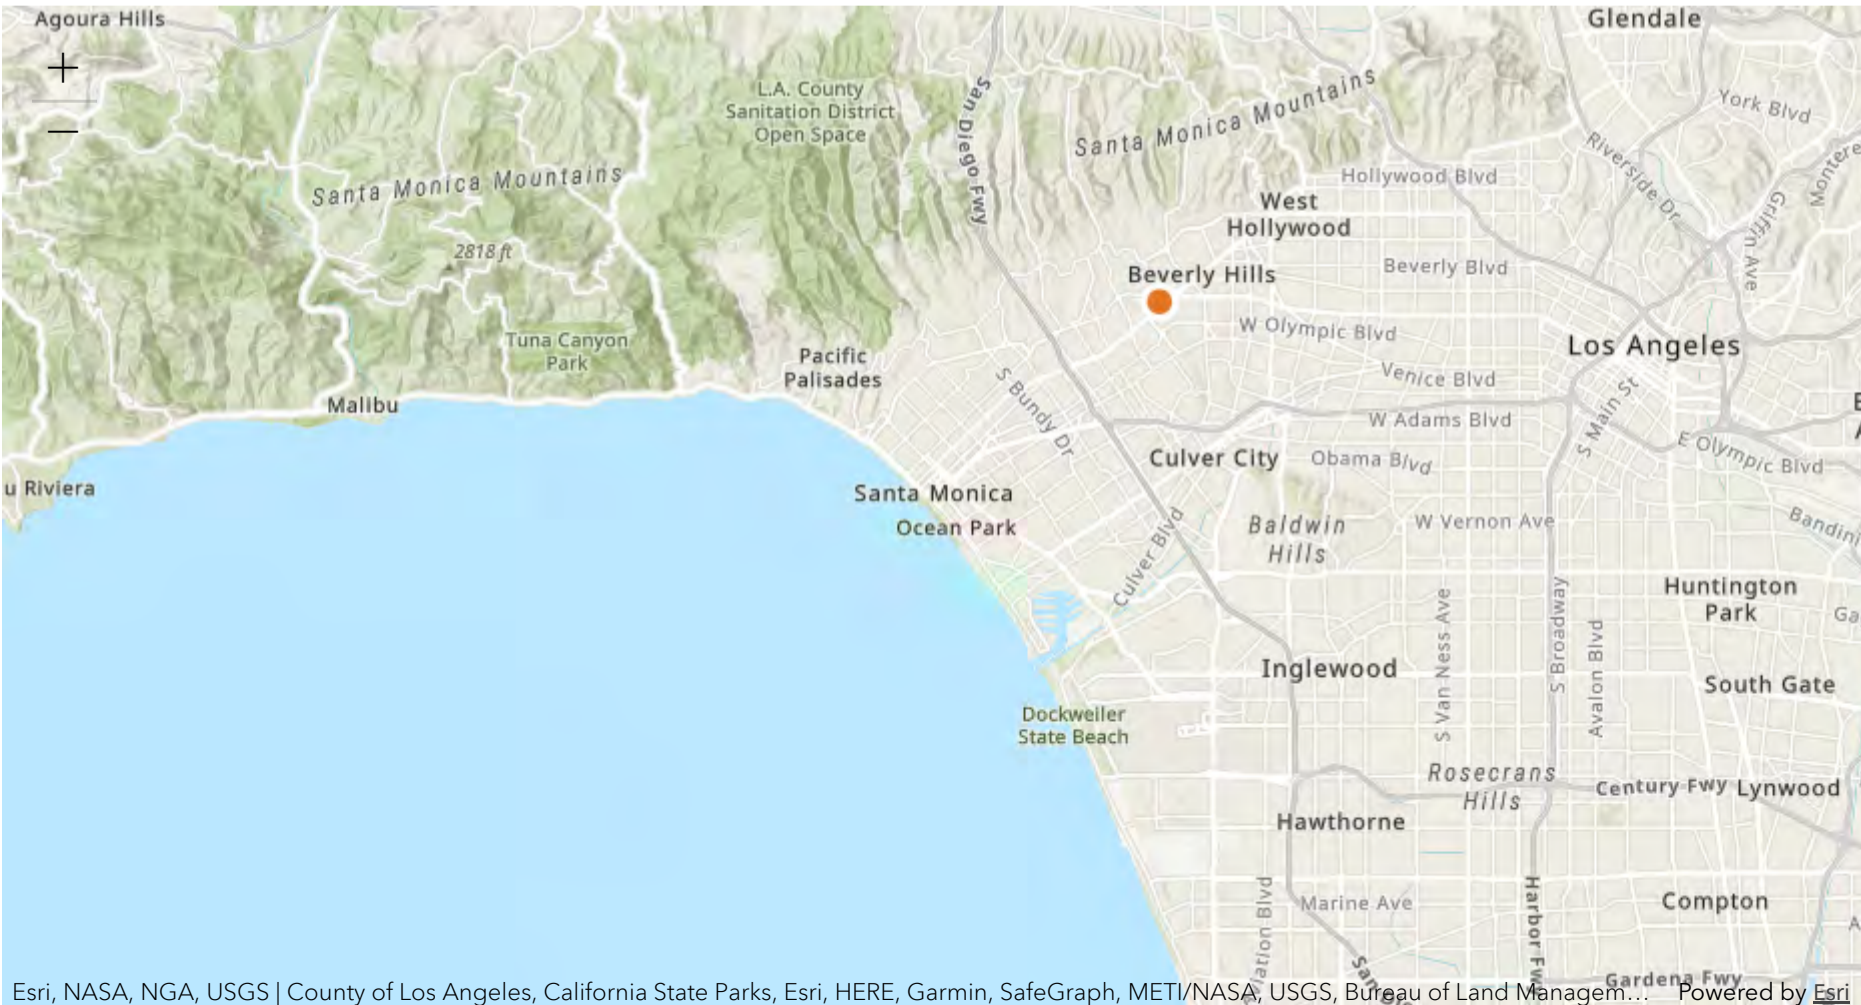 Agoura Hills
Glendale
L.A. County
Sanitation District
Open Space
San Diego Fwy
Santa Monica Mountains
York Blvd
Riverside Dr
Hollywood Blvd
Santa Monica Mountains
West
Hollywood
Griffin Ave
2818 ft
Beverly Hills
Beverly Blvd
W Olympic Blvd
Tuna Canyon
Park
Pacific
Palisades
Los Angeles
Venice Blvd
S Bundy Dr
S Main St
Malibu
W Adams Blvd
E Olympic Blvd
Culver City
Obama Blvd
u Riviera
Santa Monica
Ocean Park
Baldwin
Hills
W Vernon Ave
Bandini
Culver Blvd
Huntington
Park
Ga
S Van Ness Ave
S Broadway
Avalon Blvd
Inglewood
South Gate
Dockweiler
State Beach
Rosecrans
Hills
Century Fwy
Lynwood
Hawthorne
Marine Ave
Compton
Harbor Fw
Gardena Fwy
Esri, NASA, NGA, USGS | County of Los Angeles, California State Parks, Esri, HERE, Garmin, SafeGraph, METI/NASA, USGS, Bureau of Land Managem... Powered by Esri